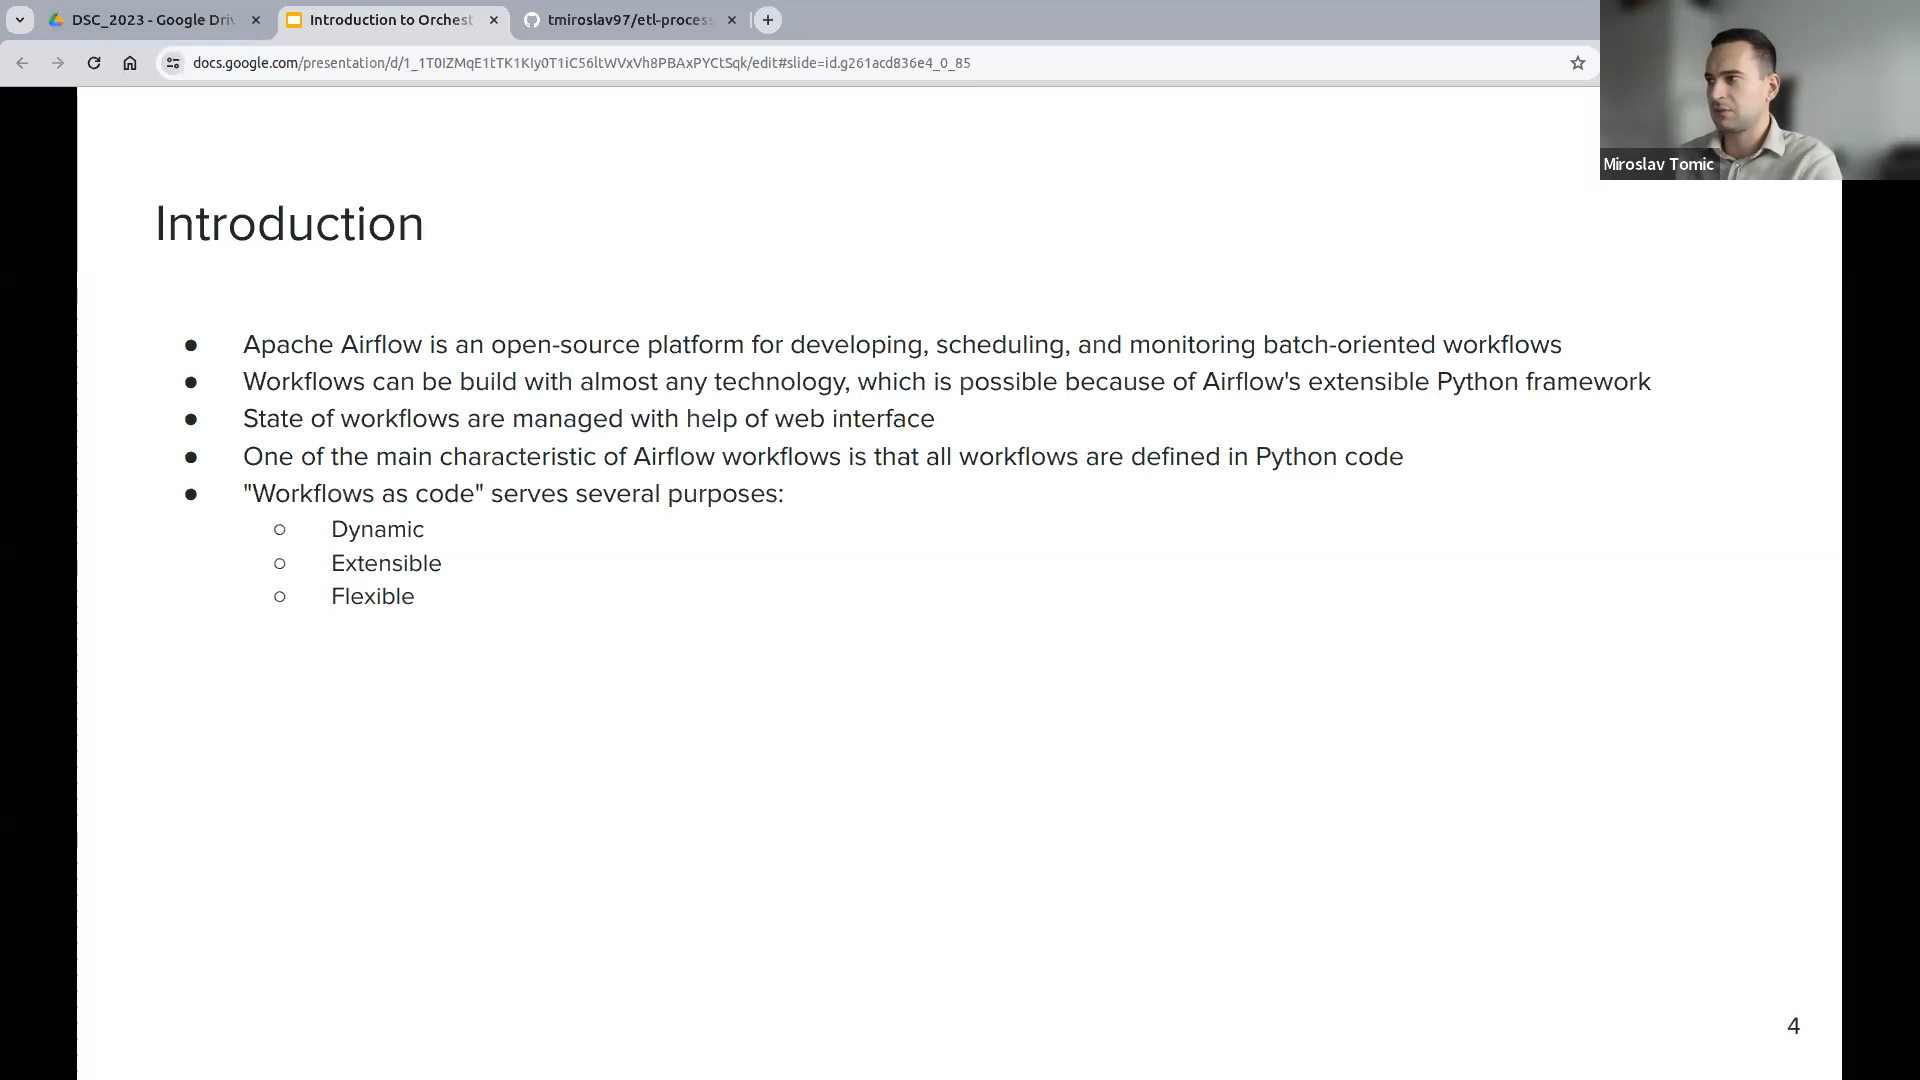 DSC_2023 - Google Driv
Introduction to Orchest
tmiroslav97/etl-process
docs.google.com/presentation/d/1_1T0IZMqE1tTK1KIy0T1iC56ltWVxVh8PBAxPYCtSqk/edit#slide=id.g261acd836e4_0_85
Miroslav Tomic
Introduction
● Apache Airflow is an open-source platform for developing, scheduling, and monitoring batch-oriented workflows
● Workflows can be build with almost any technology, which is possible because of Airflow's extensible Python framework
● State of workflows are managed with help of web interface
● One of the main characteristic of Airflow workflows is that all workflows are defined in Python code
● "Workflows as code" serves several purposes:
○ Dynamic
○ Extensible
○ Flexible
4